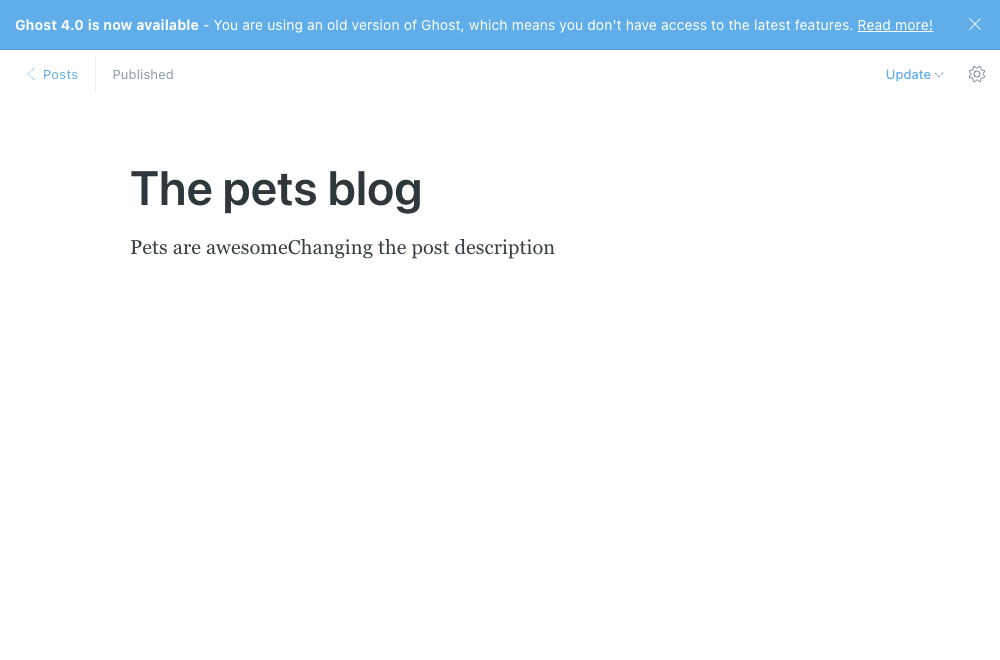 Ghost 4.0 is now available - You are using an old version of Ghost, which means you don't have access to the latest features. Read more!
Posts
Published
Update
The pets blog
Pets are awesomeChanging the post description